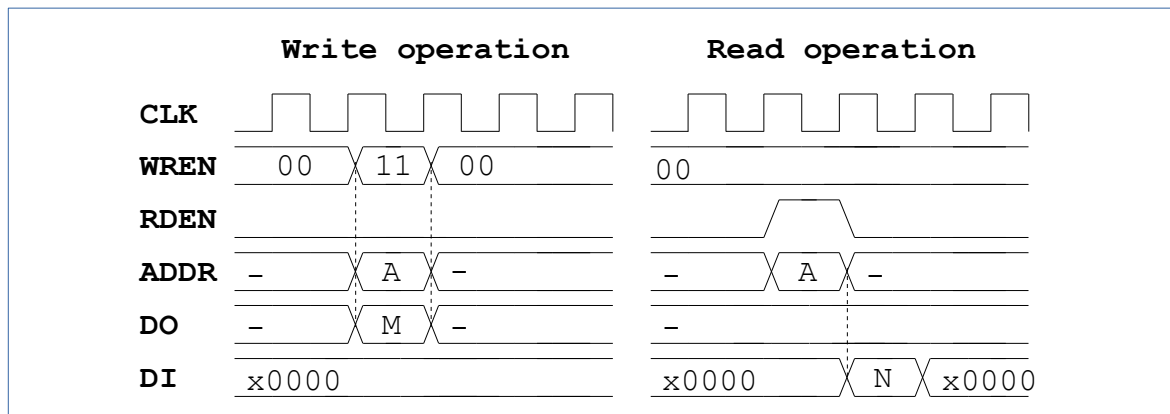 Write operation Read operation
CLK
WREN 00 11 00 00
RDEN
ADDR – A – – A –
DO – M – –
DI x0000 x0000 N x0000